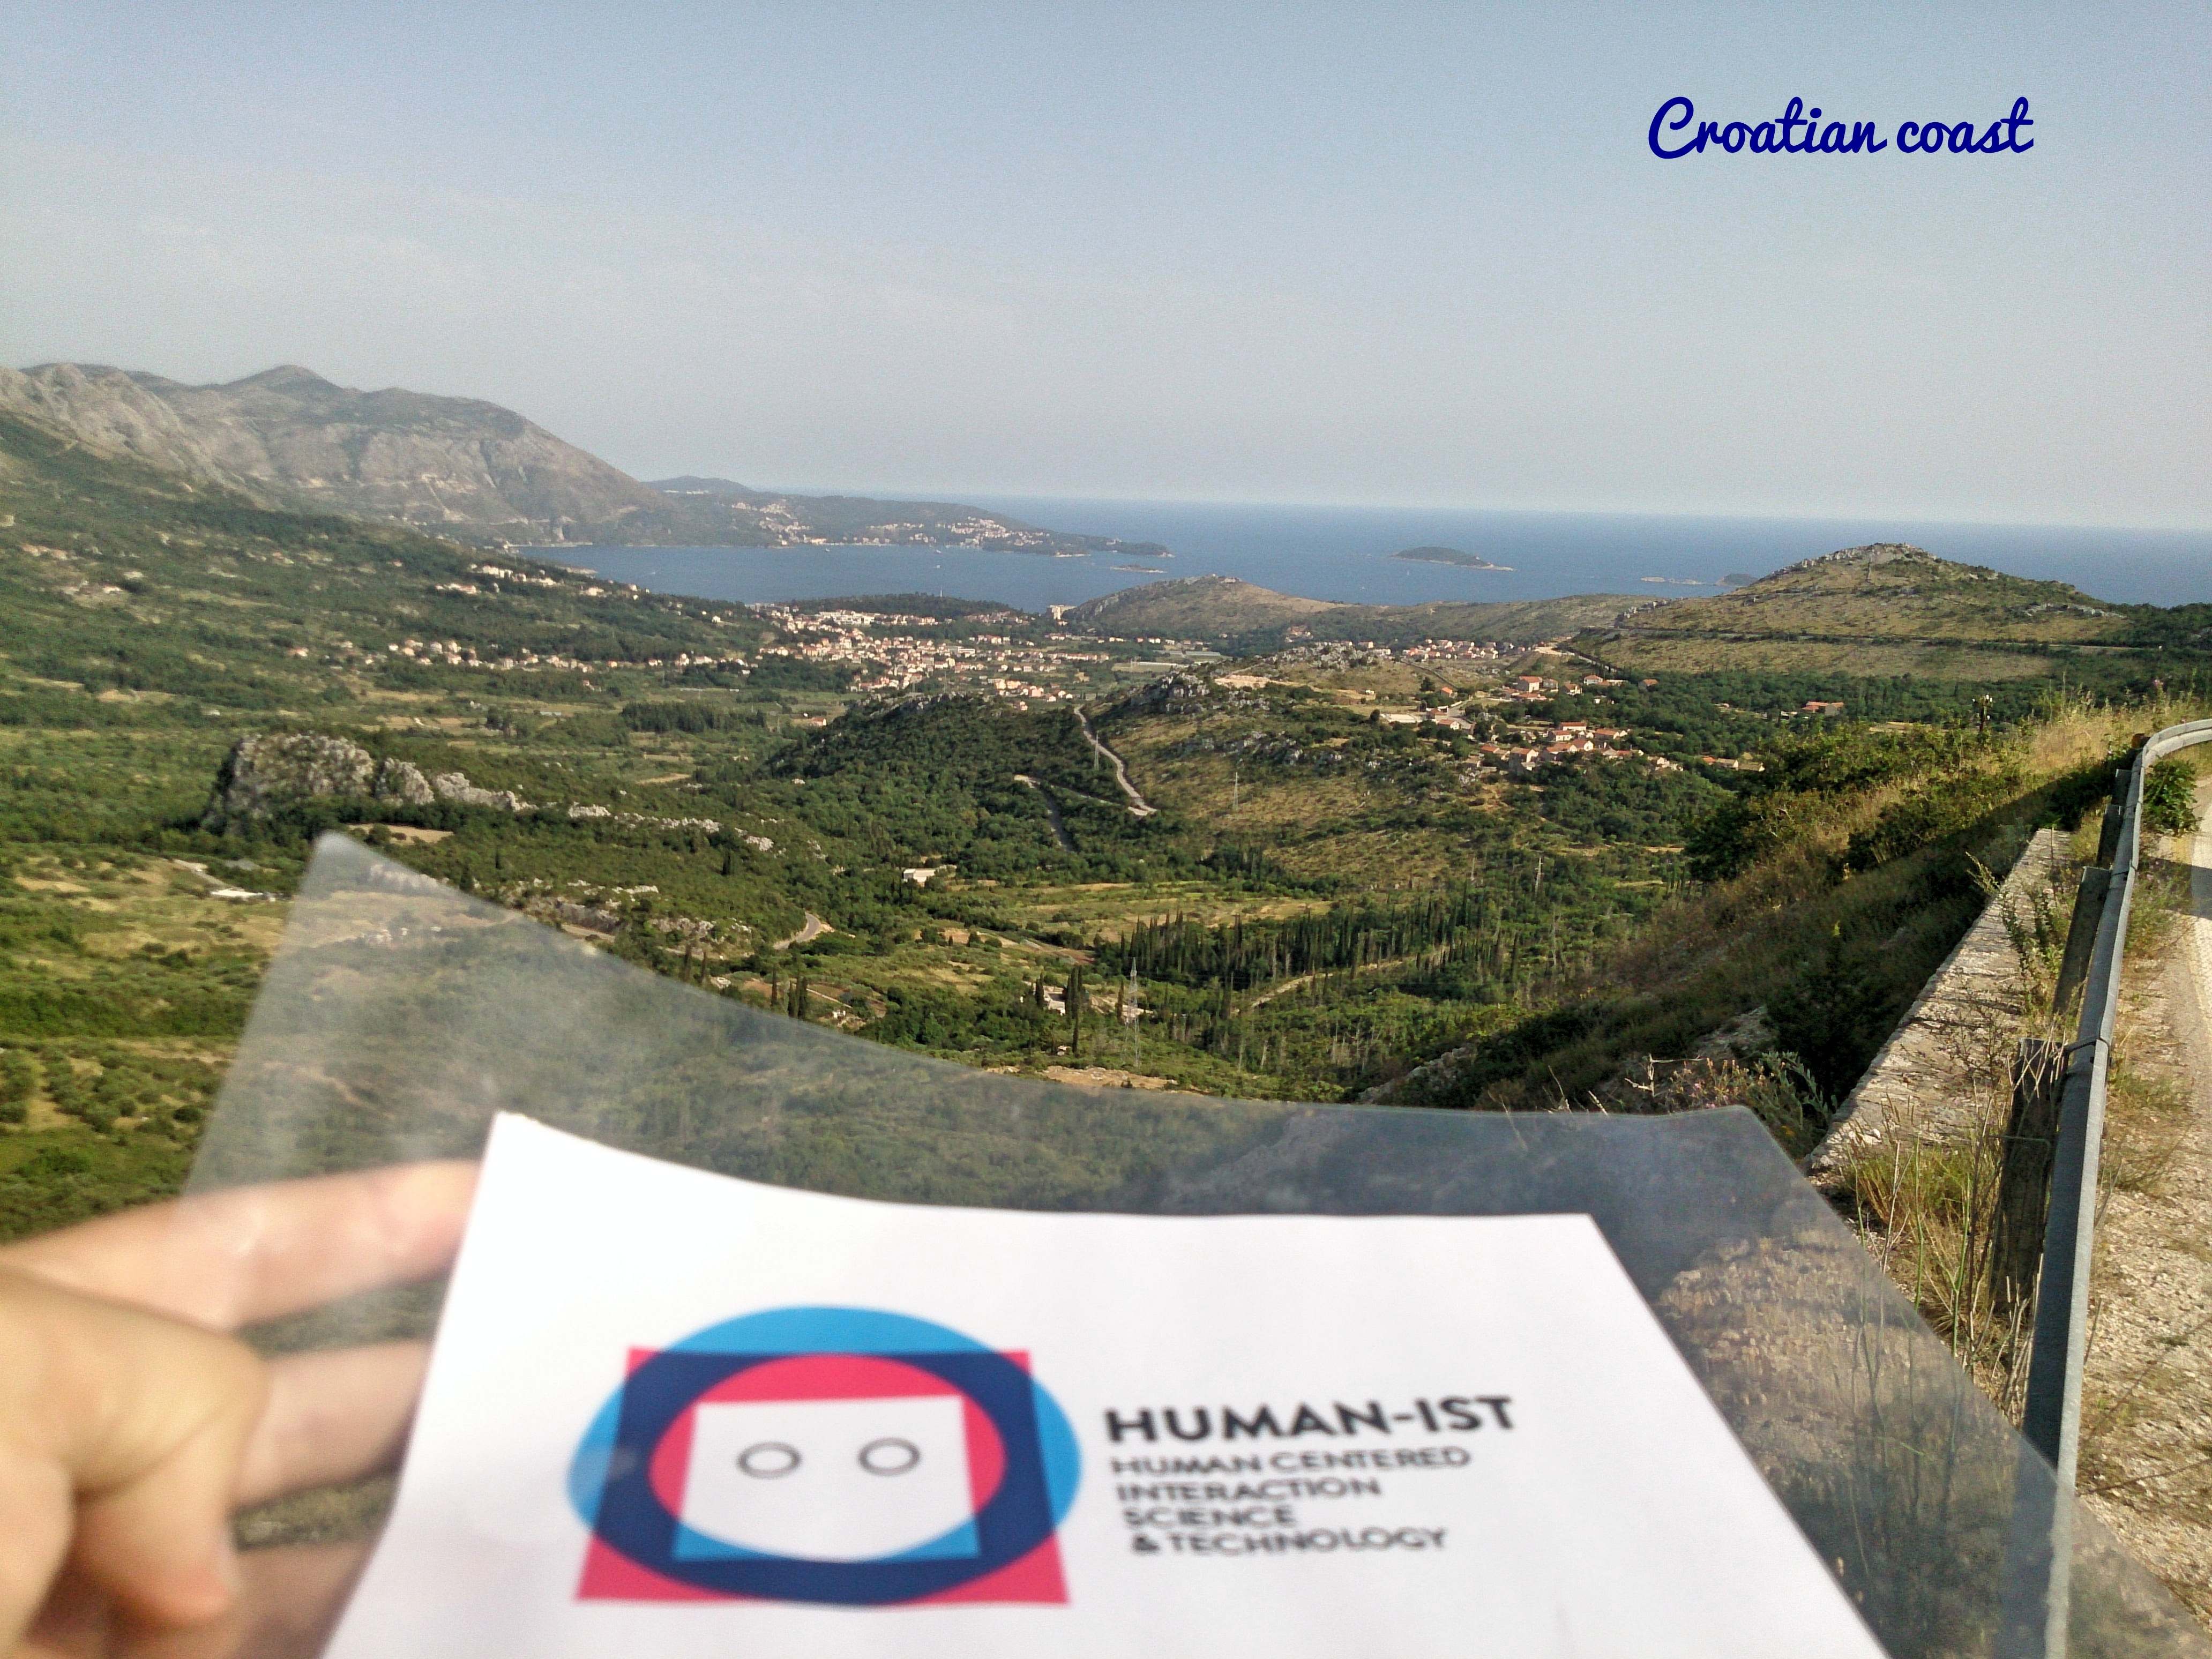 Croatian coast
HUMAN-IST
HUMAN CENTERED
INTERACTION
SCIENCE
& TECHNOLOGY